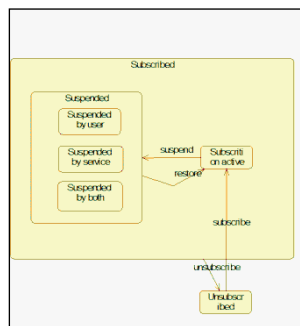 Subscribed
Suspended
Suspended
by user
Suspended
by service
Suspended
by both
suspend
Subscriti
on active
restore
subscribe
unsubscribe
Unsubscr
ibed